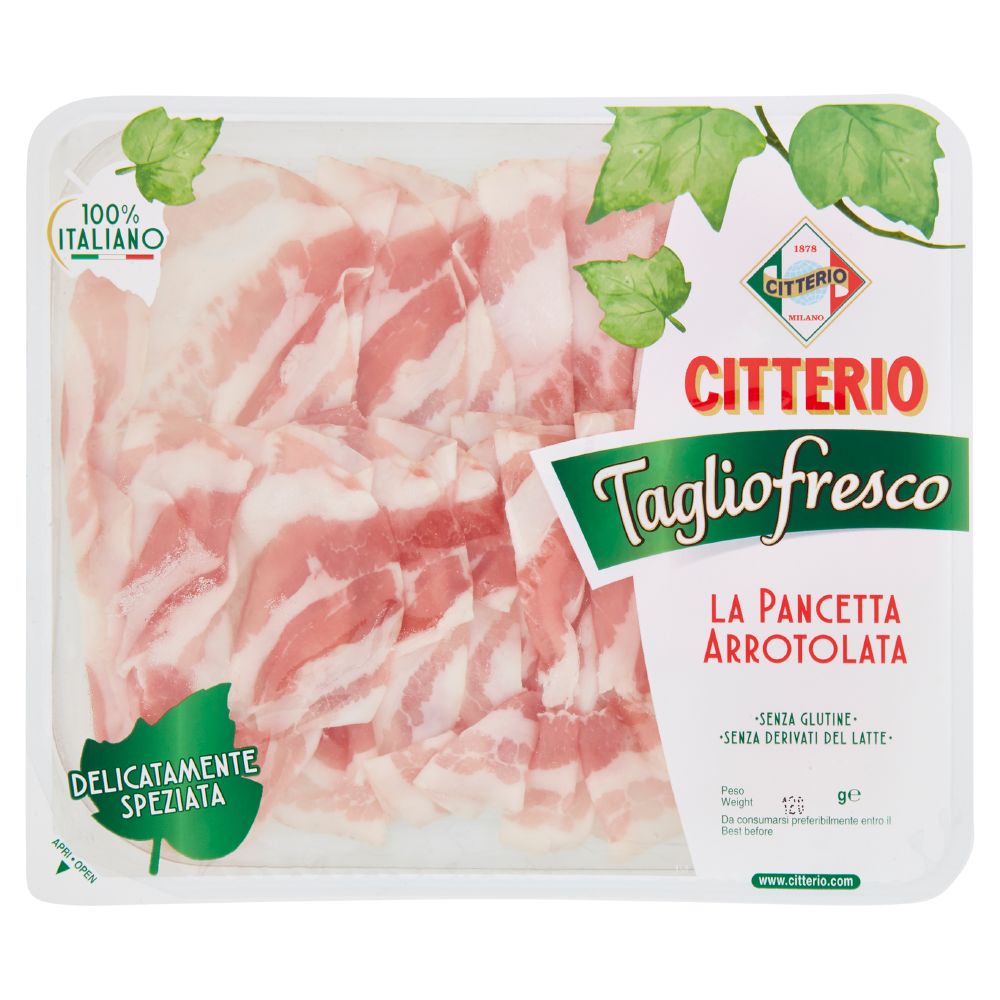 100%
ITALIANO
1878
CITTERIO
MILANO
CITTERIO
Tagliofresco
LA PANCETTA
ARROTOLATA
•SENZA GLUTINE•
•SENZA DERIVATI DEL LATTE•
DELICATAMENTE
SPEZIATA
Peso
Weight 120 g℮
Da consumarsi preferibilmente entro il
Best before
APRI • OPEN
www.citterio.com